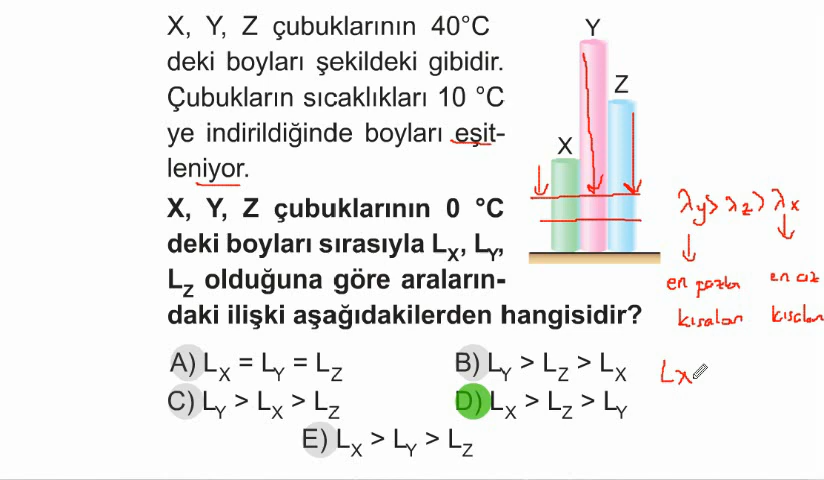 X, Y, Z çubuklarının 40°C
deki boyları şekildeki gibidir.
Çubukların sıcaklıkları 10 °C
ye indirildiğinde boyları eşit-
leniyor.
X, Y, Z çubuklarının 0 °C
deki boyları sırasıyla LX, LY,
LZ olduğuna göre araların-
daki ilişki aşağıdakilerden hangisidir?
A) LX = LY = LZ
B) LY > LZ > LX
C) LY > LX > LZ
D) LX > LZ > LY
E) LX > LY > LZ
Y
Z
X
λy > λz > λx
en fazla
kısalan
en az
kısalan
Lx